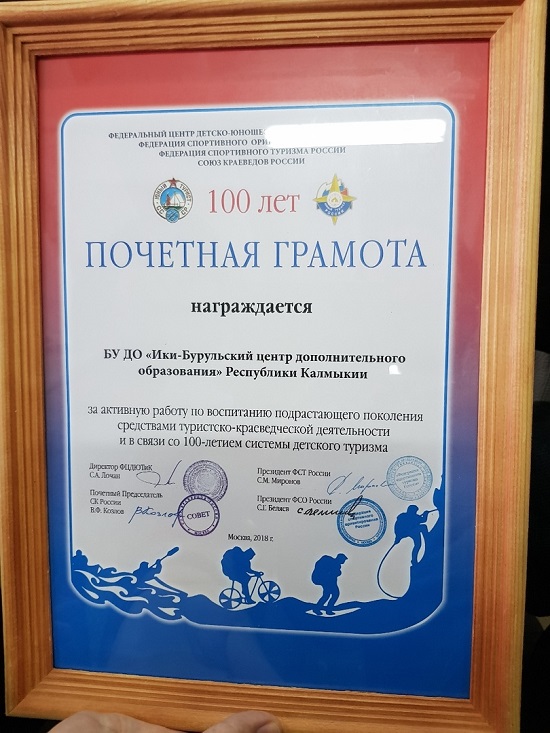 ФЕДЕРАЛЬНЫЙ ЦЕНТР ДЕТСКО-ЮНОШЕ
ФЕДЕРАЦИЯ СПОРТИВНОГО ОРИ
ФЕДЕРАЦИЯ СПОРТИВНОГО ТУРИЗМА РОССИИ
СОЮЗ КРАЕВЕДОВ РОССИИ
100 лет
ПОЧЕТНАЯ ГРАМОТА
награждается
БУ ДО «Ики-Бурульский центр дополнительного
образования» Республики Калмыкии
за активную работу по воспитанию подрастающего поколения
средствами туристско-краеведческой деятельности
и в связи со 100-летием системы детского туризма
Директор ФЦДЮТиК
С.А. Лочан
Президент ФСТ России
С.М. Миронов
Почетный Председатель
СК России
В.Ф. Козлов
Президент ФСО России
С.Г. Беляев
СОВЕТ
Москва, 2018 г.